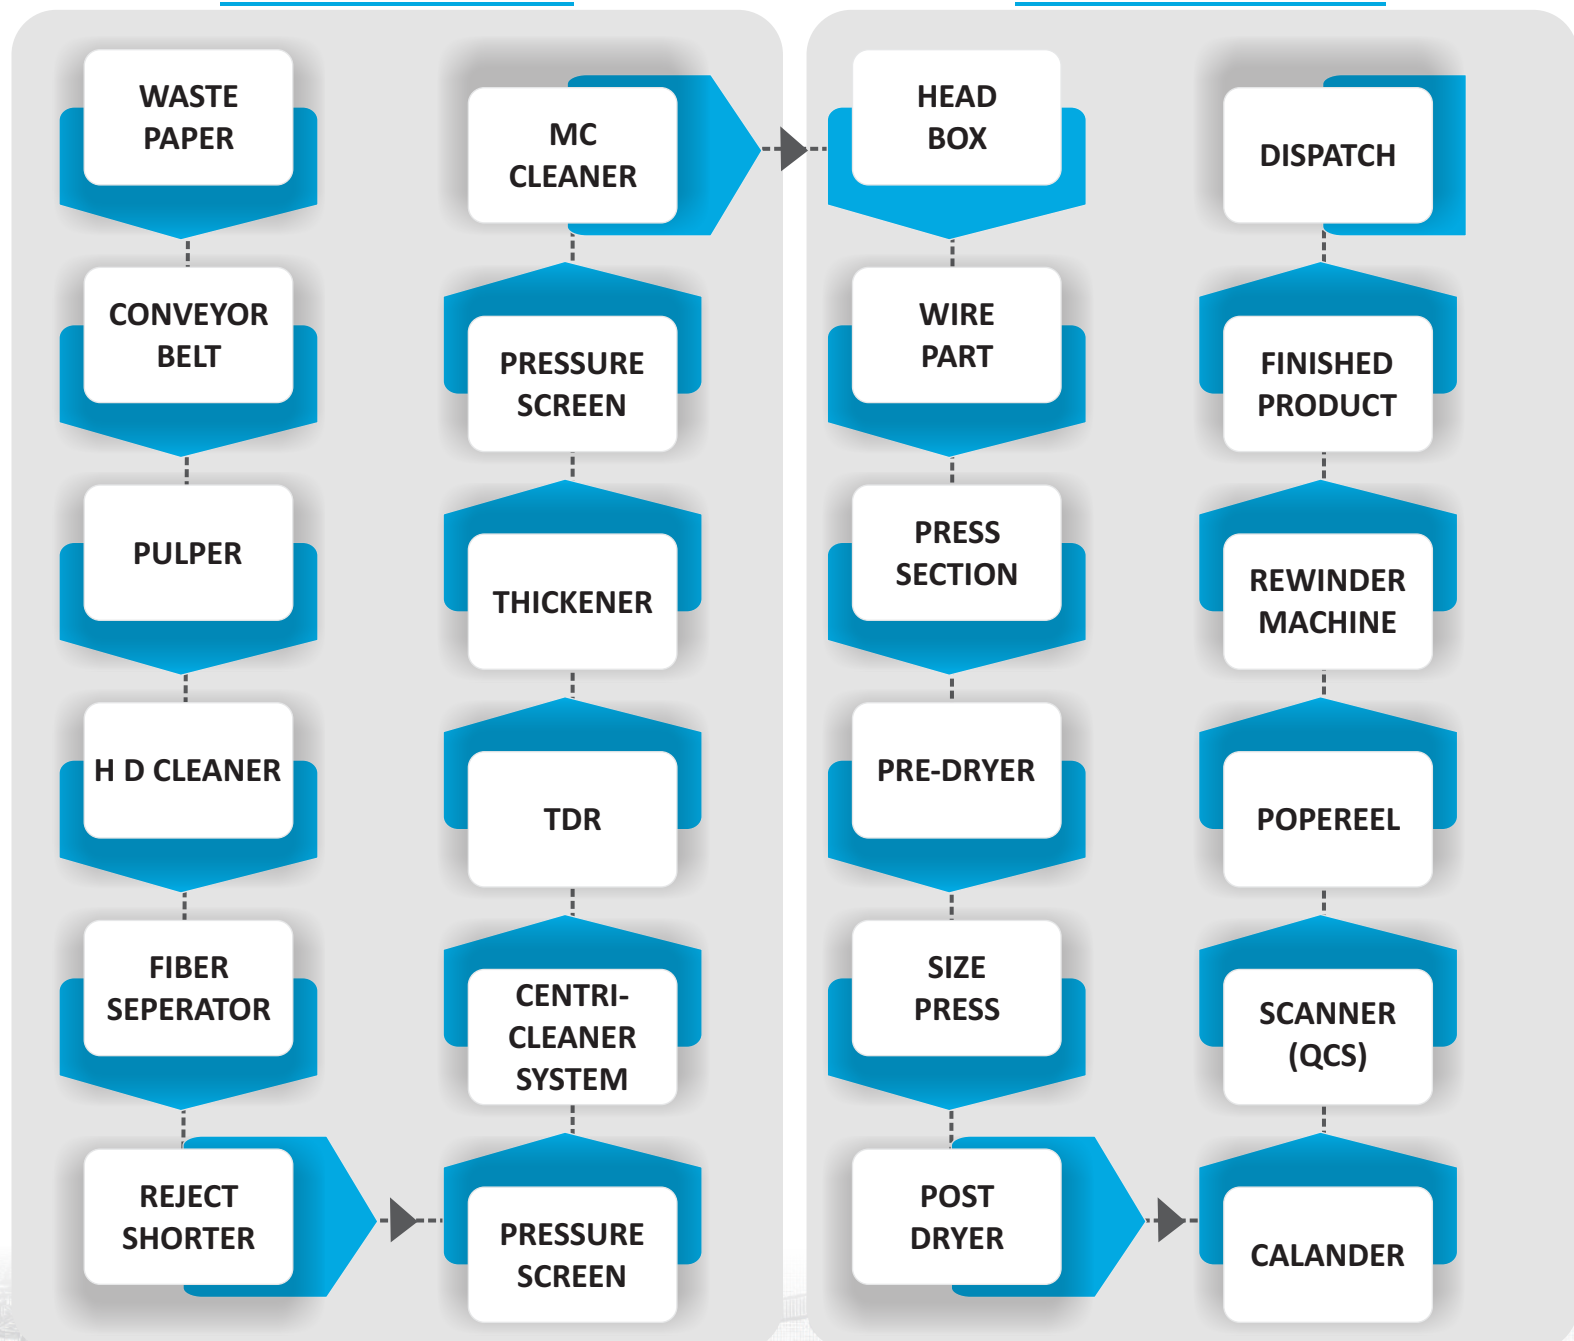 WASTE
PAPER
CONVEYOR
BELT
PULPER
H D CLEANER
FIBER
SEPERATOR
REJECT
SHORTER
PRESSURE
SCREEN
CENTRI-
CLEANER
SYSTEM
TDR
THICKENER
PRESSURE
SCREEN
MC
CLEANER
HEAD
BOX
WIRE
PART
PRESS
SECTION
PRE-DRYER
SIZE
PRESS
POST
DRYER
CALANDER
SCANNER
(QCS)
POPEREEL
REWINDER
MACHINE
FINISHED
PRODUCT
DISPATCH